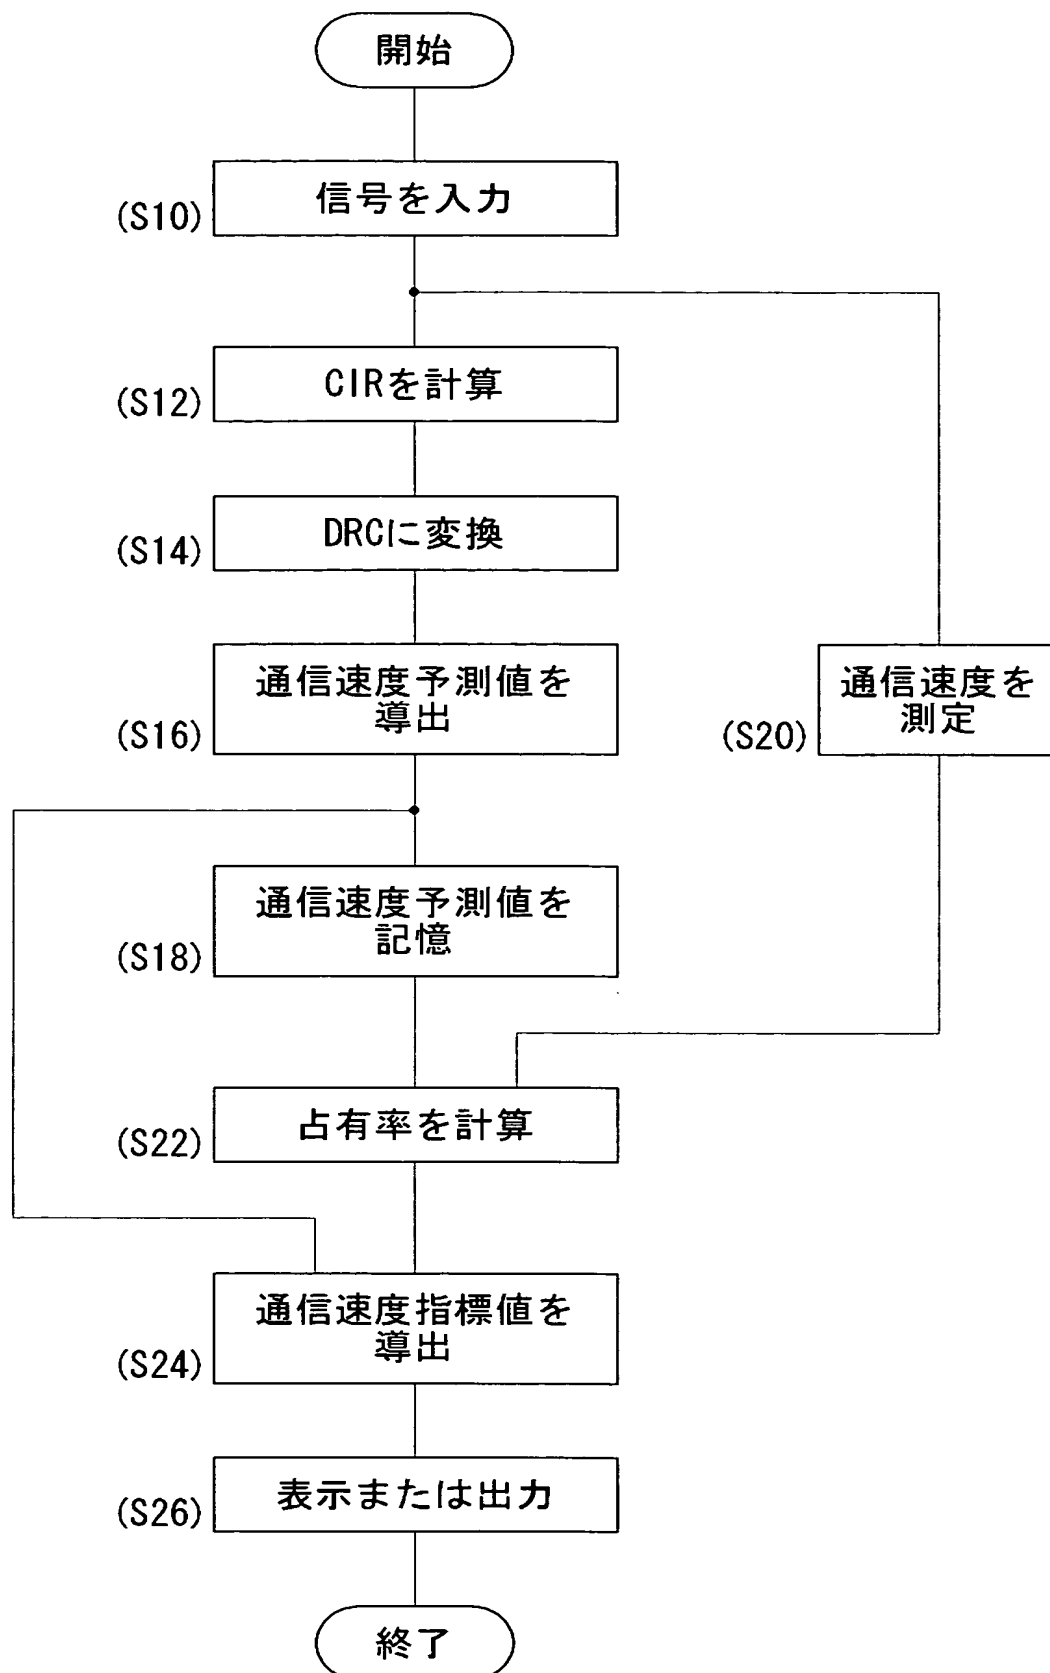 開始
信号を入力
(S10)
CIRを計算
(S12)
DRCに変換
(S14)
通信速度予測値を
導出
(S16)
通信速度を
測定
(S20)
通信速度予測値を
記憶
(S18)
占有率を計算
(S22)
通信速度指標値を
導出
(S24)
表示または出力
(S26)
終了